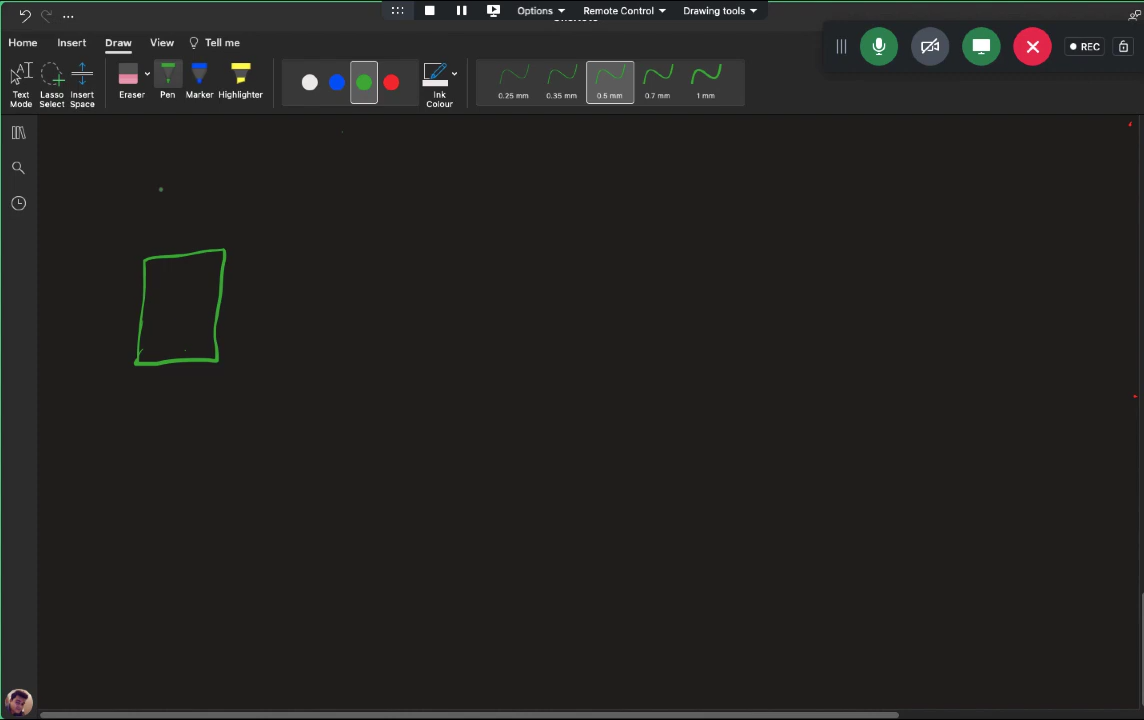 Options Remote Control Drawing tools
Home Insert Draw View Tell me
REC
Text Mode
Lasso Select
Insert Space
Eraser
Pen
Marker
Highlighter
Ink Colour
0.25 mm 0.35 mm 0.5 mm 0.7 mm 1 mm